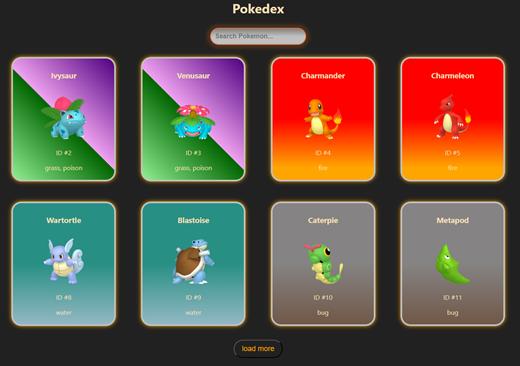 Pokedex
Search Pokemon...
Ivysaur
ID #2
grass, poison
Venusaur
ID #3
grass, poison
Charmander
ID #4
fire
Charmeleon
ID #5
fire
Wartortle
ID #8
water
Blastoise
ID #9
water
Caterpie
ID #10
bug
Metapod
ID #11
bug
load more